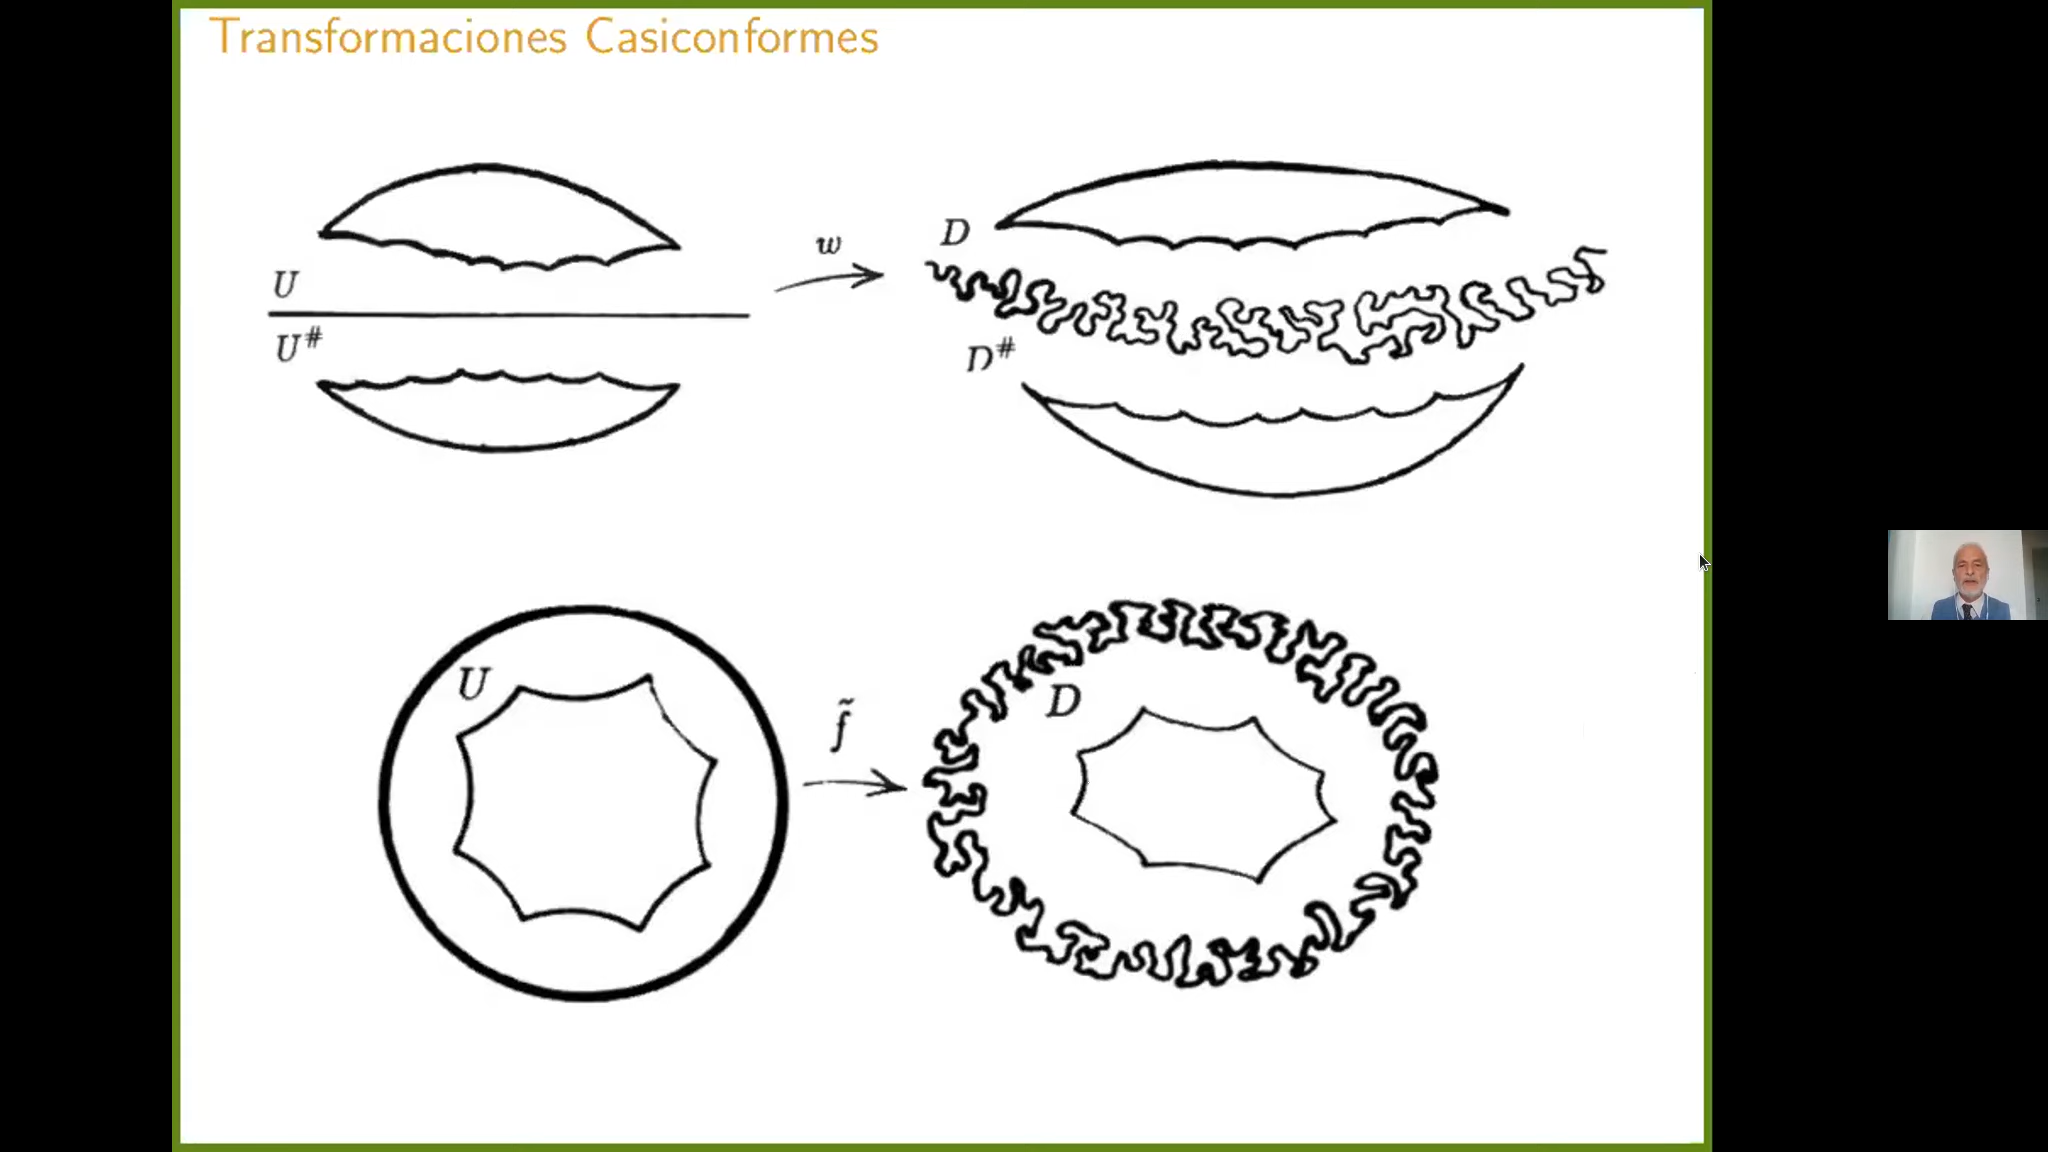 Transformaciones Casiconformes
w
D
U
U#
D#
U
D
f̃